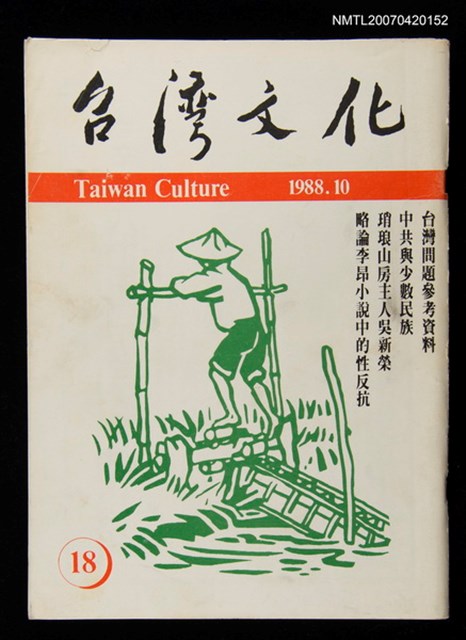 NMTL20070420152
台灣文化
Taiwan Culture 1988.10
台灣問題參考資料
中共與少數民族
琑琅山房主人吳新榮
略論李昂小說中的性反抗
18